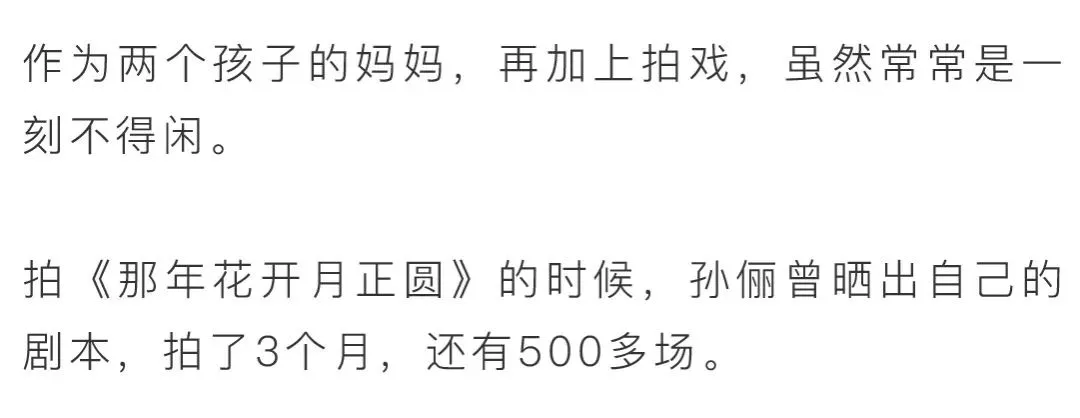 作为两个孩子的妈妈，再加上拍戏，虽然常常是一
刻不得闲。
拍《那年花开月正圆》的时候，孙俪曾晒出自己的
剧本，拍了3个月，还有500多场。